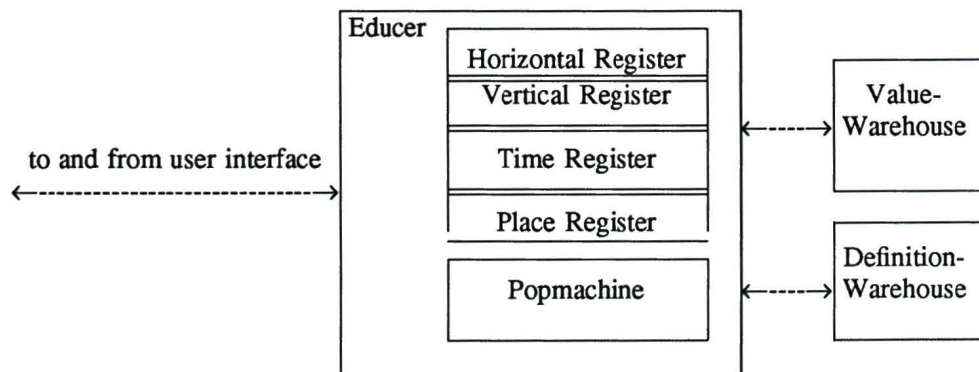 Educer
Horizontal Register
Vertical Register
Time Register
Place Register
Popmachine
to and from user interface
Value-
Warehouse
Definition-
Warehouse